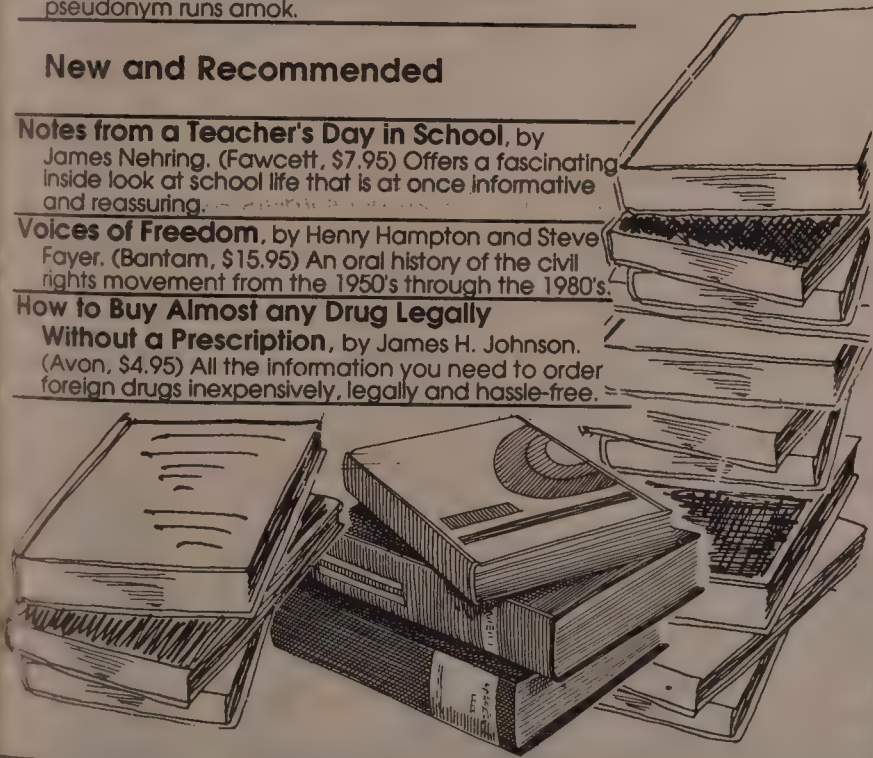 pseudonym runs amok.
New and Recommended
Notes from a Teacher's Day in School, by
James Nehring. (Fawcett, $7.95) Offers a fascinating
inside look at school life that is at once informative
and reassuring.
Voices of Freedom, by Henry Hampton and Steve
Fayer. (Bantam, $15.95) An oral history of the civil
rights movement from the 1950's through the 1980's.
How to Buy Almost any Drug Legally
Without a Prescription, by James H. Johnson.
(Avon, $4.95) All the information you need to order
foreign drugs inexpensively, legally and hassle-free.